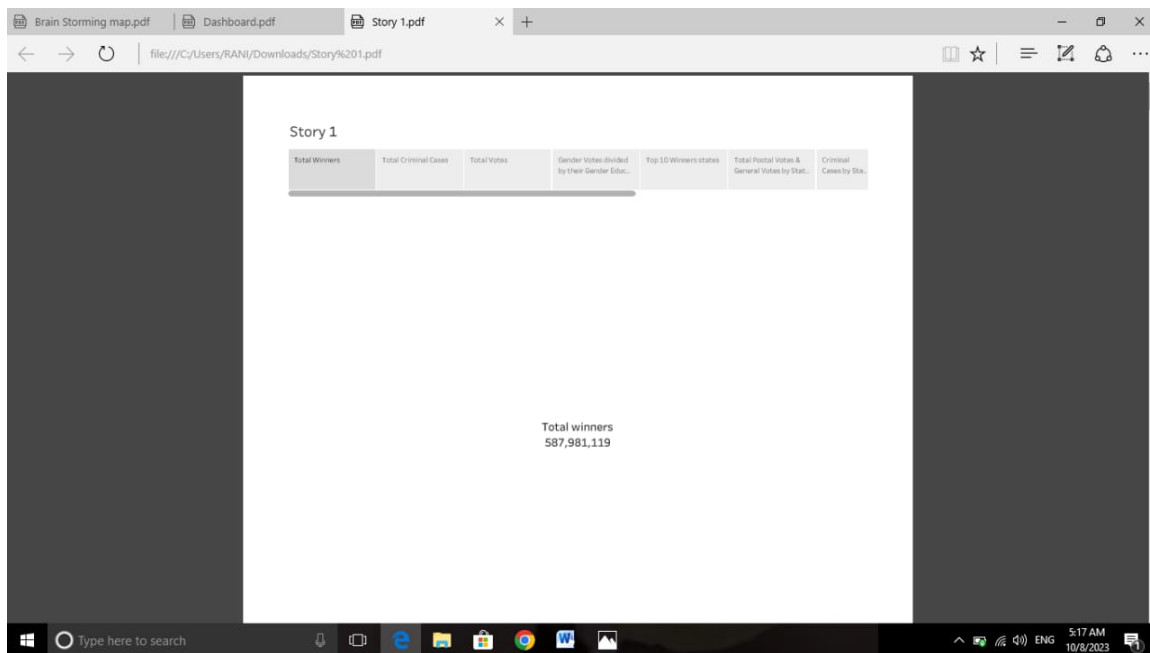 Brain Storming map.pdf
Dashboard.pdf
Story 1.pdf
file:///C:/Users/RANI/Downloads/Story%201.pdf
Story 1
Total Winners
Total Criminal Cases
Total Votes
Gender Votes divided
by their Gender Educ..
Top 10 Winners states
Total Postal Votes &
General Votes by Stat..
Criminal
Cases by Sta..
Total winners
587,981,119
Type here to search
ENG
5:17 AM
10/8/2023